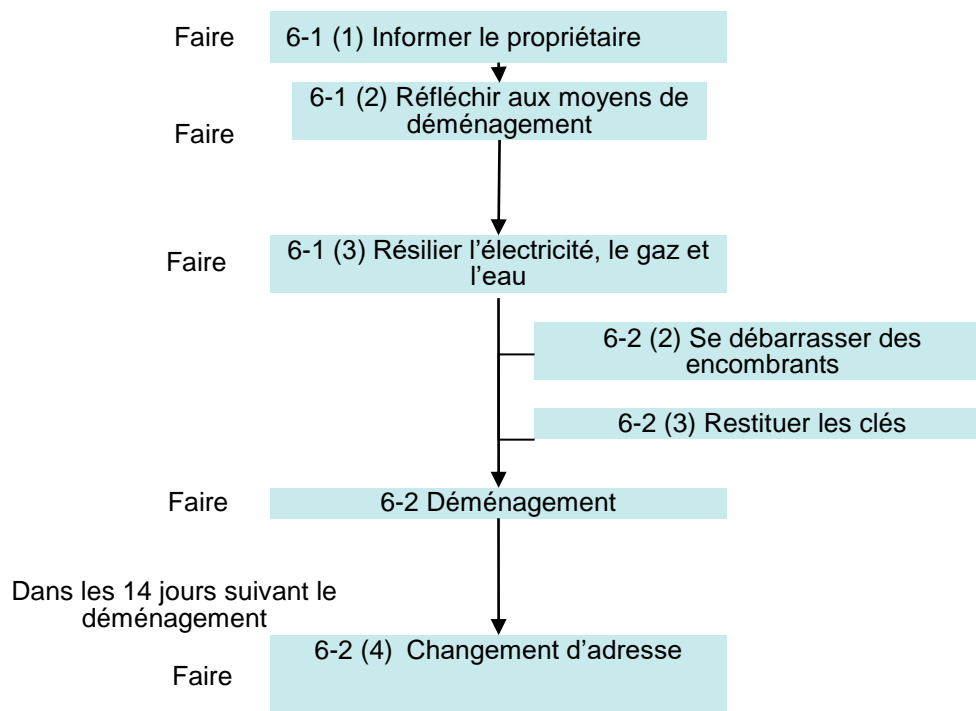 Faire
6-1 (1) Informer le propriétaire
6-1 (2) Réfléchir aux moyens de
déménagement
Faire
6-1 (3) Résilier l’électricité, le gaz et
l’eau
Faire
6-2 (2) Se débarrasser des
encombrants
6-2 (3) Restituer les clés
Faire
6-2 Déménagement
Dans les 14 jours suivant le
déménagement
6-2 (4) Changement d’adresse
Faire